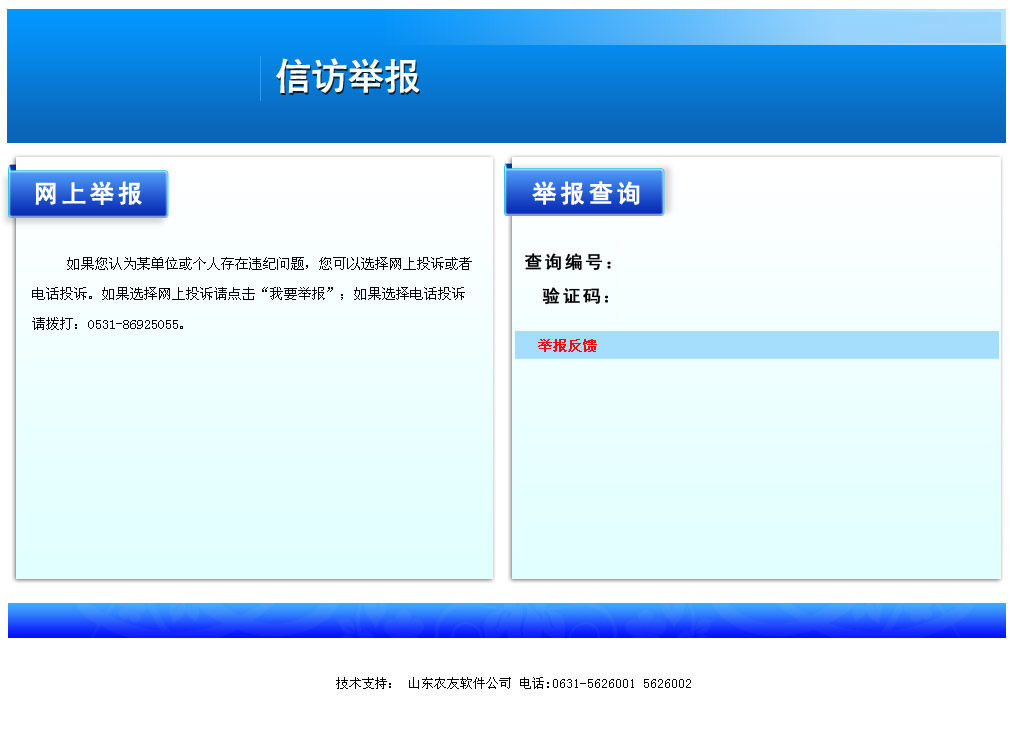 信访举报
网上举报
如果您认为某单位或个人存在违纪问题，您可以选择网上投诉或者
电话投诉。如果选择网上投诉请点击“我要举报”；如果选择电话投诉
请拨打：0531-86925055。
举报查询
查询编号：
验证码：
举报反馈
技术支持： 山东农友软件公司 电话:0631-5626001 5626002